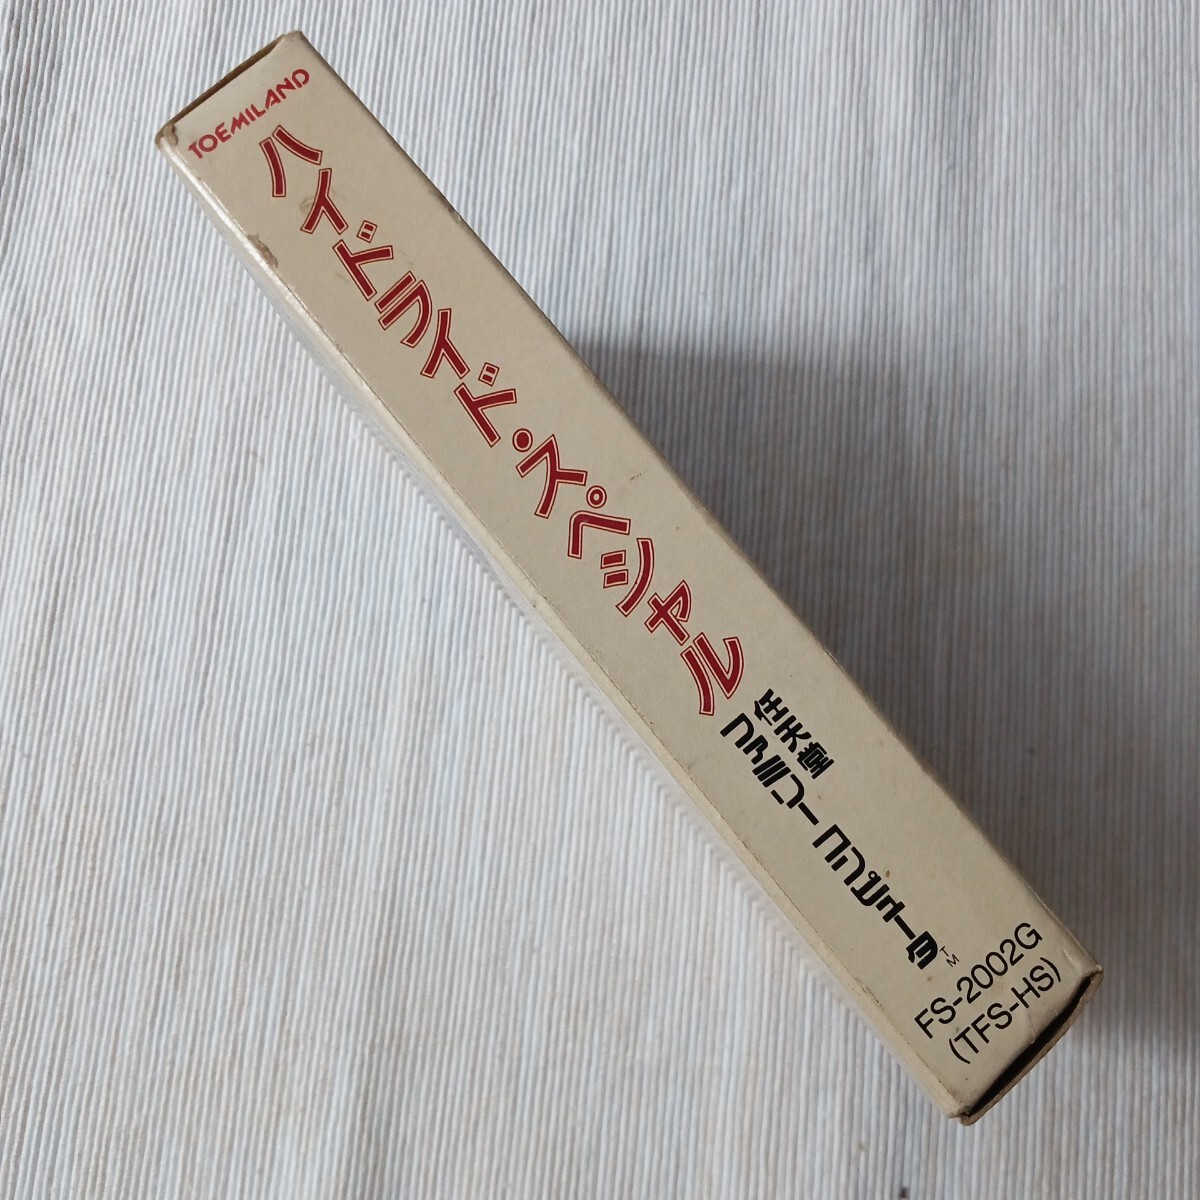 TOEMILAND
ハイドライド・スペシャル
任天堂
ファミリーコンピュータ
TM
FS-2002G
(TFS-HS)